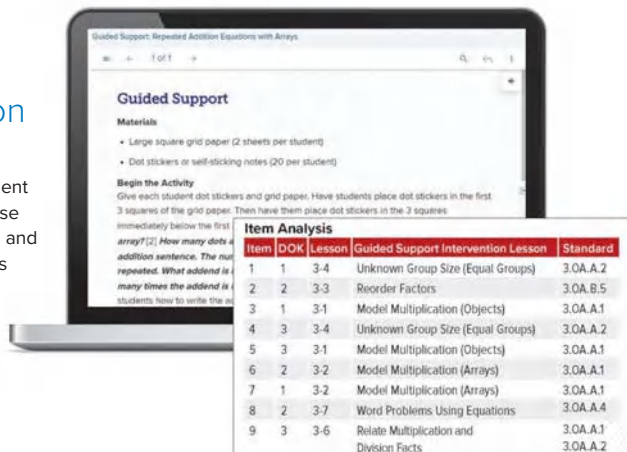 Guided Support: Repeated Addition Equations with Arrays
1 of 1
on
ent
se
and
s
Guided Support
Materials
• Large square grid paper (2 sheets per student)
• Dot stickers or self-sticking notes (20 per student)
Begin the Activity
Give each student dot stickers and grid paper. Have students place dot stickers in the first
3 squares of the grid paper. Then have them place dot stickers in the 3 squares
immediately below the first
array? [2] How many dots a
addition sentence. The nu
repeated. What addend is
many times the addend is
students how to write the ad
Item Analysis
Item DOK Lesson Guided Support Intervention Lesson Standard
1 1 3-4 Unknown Group Size (Equal Groups) 3.OA.A.2
2 2 3-3 Reorder Factors 3.OA.B.5
3 1 3-1 Model Multiplication (Objects) 3.OA.A.1
4 3 3-4 Unknown Group Size (Equal Groups) 3.OA.A.2
5 3 3-1 Model Multiplication (Objects) 3.OA.A.1
6 2 3-2 Model Multiplication (Arrays) 3.OA.A.1
7 1 3-2 Model Multiplication (Arrays) 3.OA.A.1
8 2 3-7 Word Problems Using Equations 3.OA.A.4
9 3 3-6 Relate Multiplication and 3.OA.A.1
Division Facts 3.OA.A.2